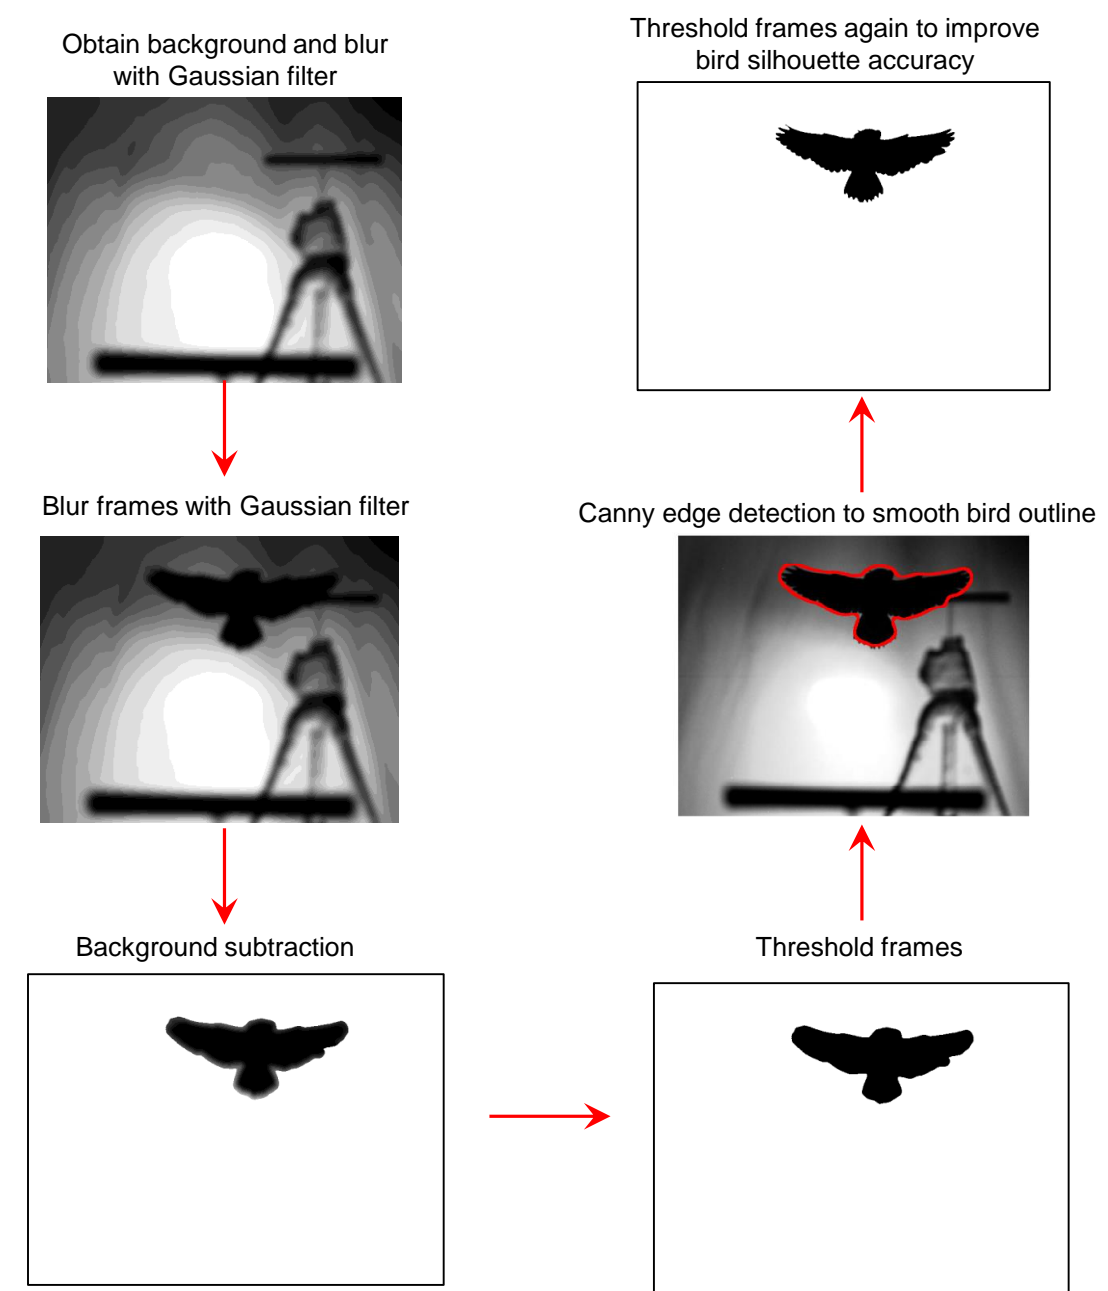 Obtain background and blur
with Gaussian filter
Blur frames with Gaussian filter
Background subtraction
Threshold frames
Canny edge detection to smooth bird outline
Threshold frames again to improve
bird silhouette accuracy